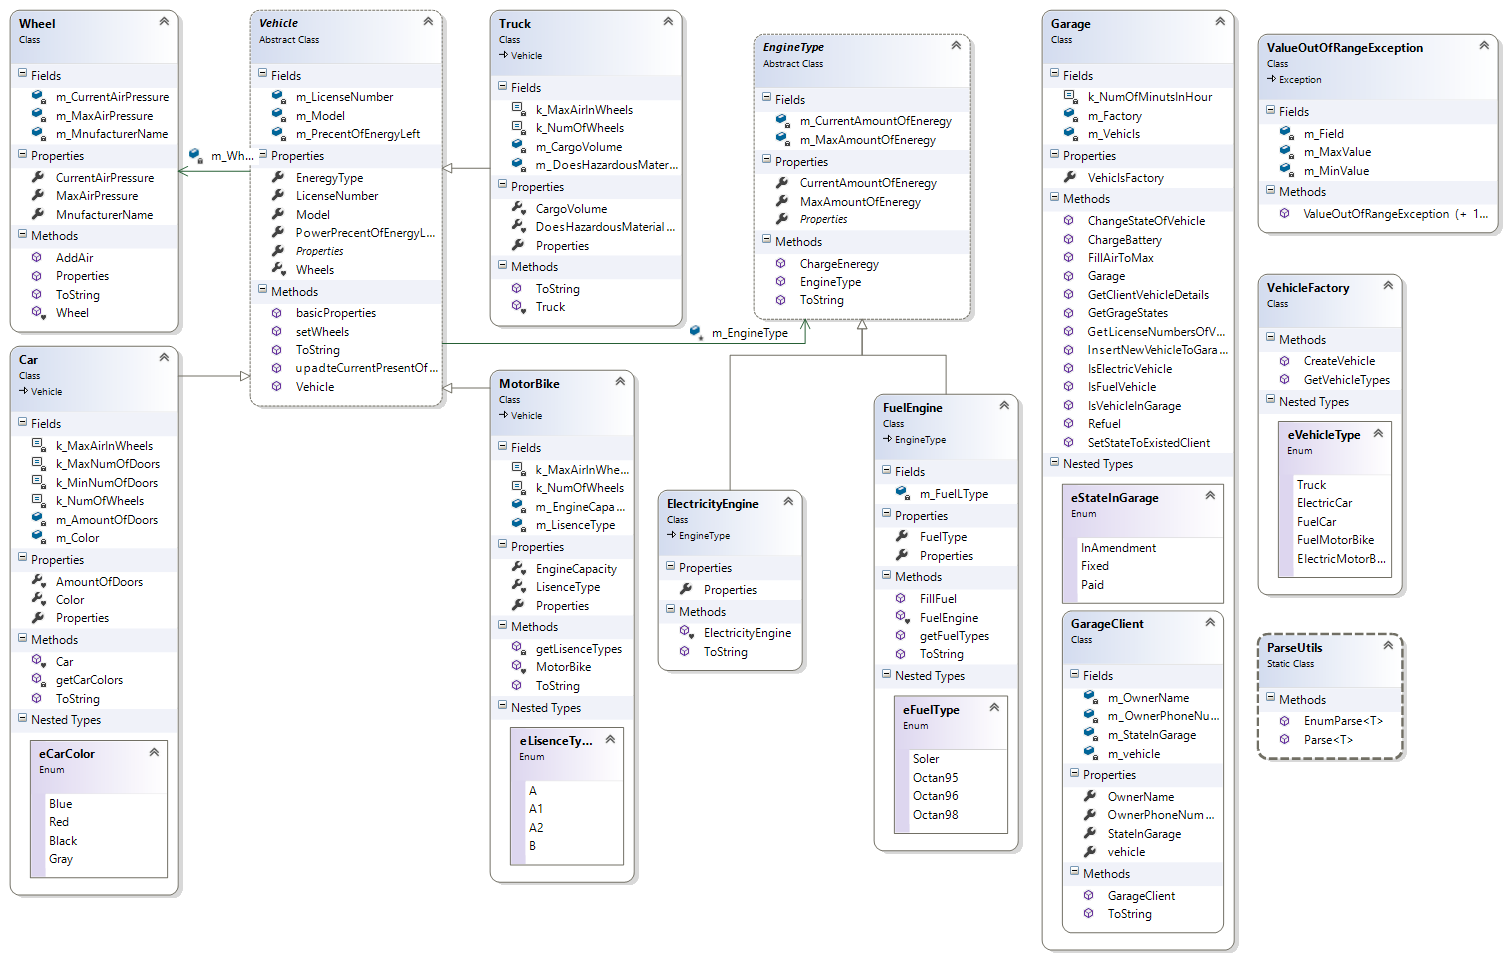 Wheel
Class
Fields
m_CurrentAirPressure
m_MaxAirPressure
m_MnufacturerName
Properties
CurrentAirPressure
MaxAirPressure
MnufacturerName
Methods
AddAir
Properties
ToString
Wheel
m_Wh...
Vehicle
Abstract Class
Fields
m_LicenseNumber
m_Model
m_PrecentOfEnergyLeft
Properties
EneregyType
LicenseNumber
Model
PowerPrecentOfEnergyL...
Properties
Wheels
Methods
basicProperties
setWheels
ToString
upadteCurrentPresentOf...
Vehicle
Truck
Class
Vehicle
Fields
k_MaxAirInWheels
k_NumOfWheels
m_CargoVolume
m_DoesHazardousMater...
Properties
CargoVolume
DoesHazardousMaterial...
Properties
Methods
ToString
Truck
m_EngineType
EngineType
Abstract Class
Fields
m_CurrentAmountOfEneregy
m_MaxAmountOfEneregy
Properties
CurrentAmountOfEneregy
MaxAmountOfEneregy
Properties
Methods
ChargeEneregy
EngineType
ToString
Garage
Class
Fields
k_NumOfMinutsInHour
m_Factory
m_Vehicls
Properties
VehiclsFactory
Methods
ChangeStateOfVehicle
ChargeBattery
FillAirToMax
Garage
GetClientVehicleDetails
GetGrageStates
GetLicenseNumbersOfV...
InsertNewVehicleToGara...
IsElectricVehicle
IsFuelVehicle
IsVehicleInGarage
Refuel
SetStateToExistedClient
Nested Types
eStateInGarage
Enum
InAmendment
Fixed
Paid
GarageClient
Class
Fields
m_OwnerName
m_OwnerPhoneNu...
m_StateInGarage
m_vehicle
Properties
OwnerName
OwnerPhoneNum...
StateInGarage
vehicle
Methods
GarageClient
ToString
ValueOutOfRangeException
Class
Exception
Fields
m_Field
m_MaxValue
m_MinValue
Methods
ValueOutOfRangeException (+ 1...
VehicleFactory
Class
Methods
CreateVehicle
GetVehicleTypes
Nested Types
eVehicleType
Enum
Truck
ElectricCar
FuelCar
FuelMotorBike
ElectricMotorB...
ParseUtils
Static Class
Methods
EnumParse<T>
Parse<T>
Car
Class
Vehicle
Fields
k_MaxAirInWheels
k_MaxNumOfDoors
k_MinNumOfDoors
k_NumOfWheels
m_AmountOfDoors
m_Color
Properties
AmountOfDoors
Color
Properties
Methods
Car
getCarColors
ToString
Nested Types
eCarColor
Enum
Blue
Red
Black
Gray
MotorBike
Class
Vehicle
Fields
k_MaxAirInWhe...
k_NumOfWheels
m_EngineCapa...
m_LisenceType
Properties
EngineCapacity
LisenceType
Properties
Methods
getLisenceTypes
MotorBike
ToString
Nested Types
eLisenceTy...
Enum
A
A1
A2
B
ElectricityEngine
Class
EngineType
Properties
Properties
Methods
ElectricityEngine
ToString
FuelEngine
Class
EngineType
Fields
m_FuelLType
Properties
FuelType
Properties
Methods
FillFuel
FuelEngine
getFuelTypes
ToString
Nested Types
eFuelType
Enum
Soler
Octan95
Octan96
Octan98